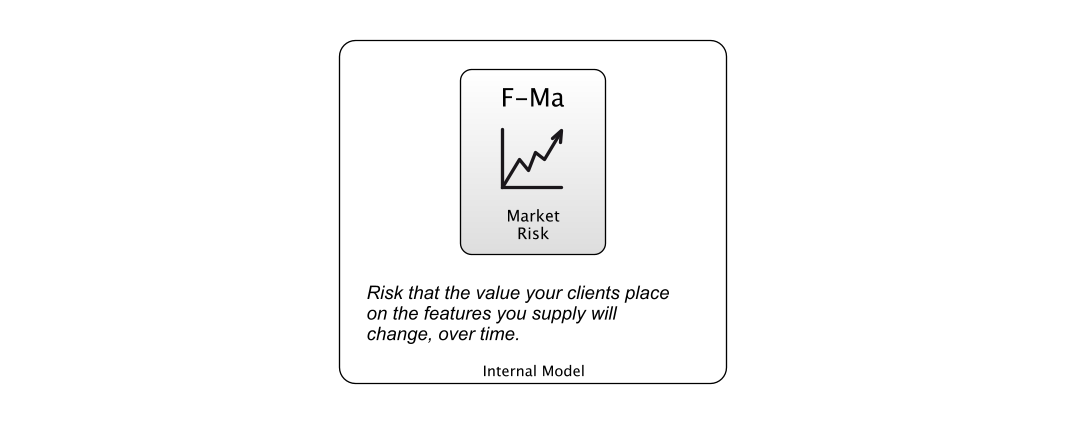 F–Ma
Market
Risk
Risk that the value your clients place
on the features you supply will
change, over time.
Internal Model